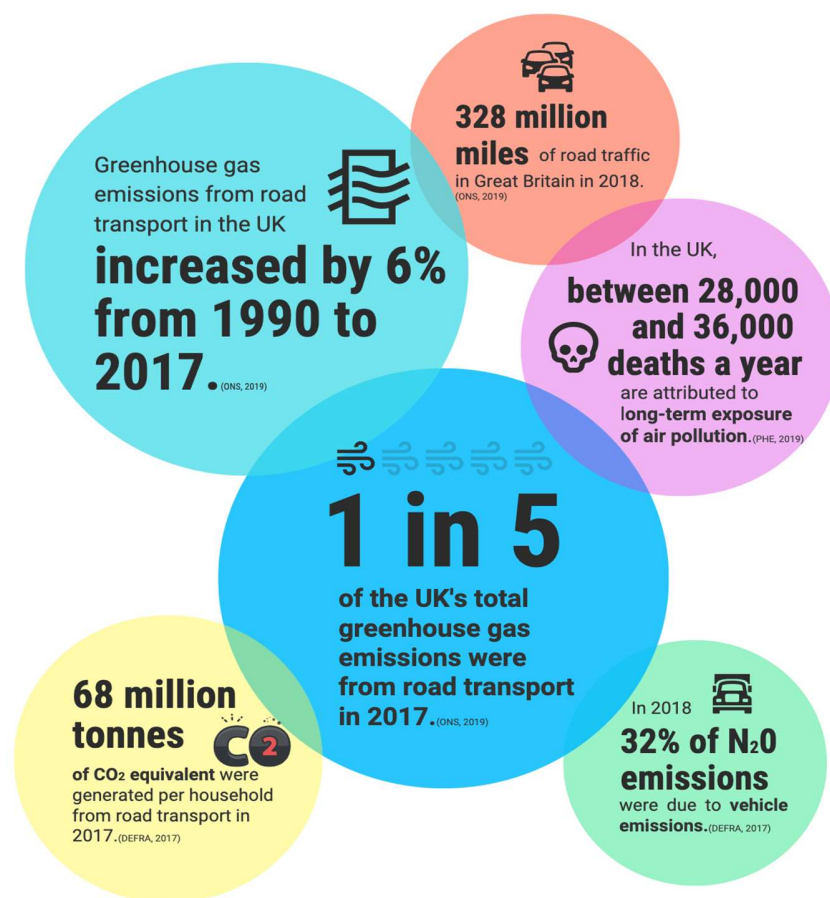 328 million
miles of road traffic
in Great Britain in 2018.
(ONS, 2019)
Greenhouse gas
emissions from road
transport in the UK
increased by 6%
from 1990 to
2017. (ONS, 2019)
In the UK,
between 28,000
and 36,000
deaths a year
are attributed to
long-term exposure
of air pollution.(PHE, 2019)
1 in 5
of the UK's total
greenhouse gas
emissions were
from road transport
in 2017.(ONS, 2019)
68 million
tonnes
CO2
of CO₂ equivalent were
generated per household
from road transport in
2017.(DEFRA, 2017)
In 2018
32% of N₂0
emissions
were due to vehicle
emissions.(DEFRA, 2017)